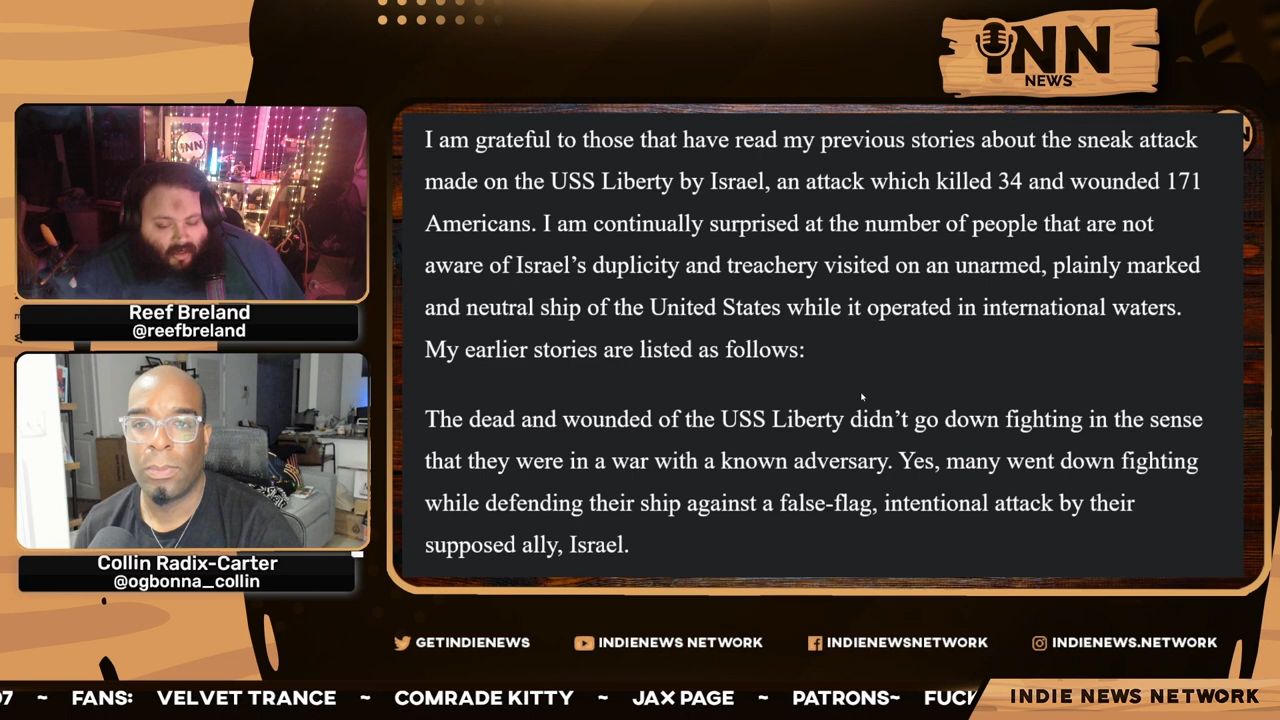 INN
NEWS
I am grateful to those that have read my previous stories about the sneak attack
made on the USS Liberty by Israel, an attack which killed 34 and wounded 171
Americans. I am continually surprised at the number of people that are not
aware of Israel’s duplicity and treachery visited on an unarmed, plainly marked
and neutral ship of the United States while it operated in international waters.
My earlier stories are listed as follows:
The dead and wounded of the USS Liberty didn’t go down fighting in the sense
that they were in a war with a known adversary. Yes, many went down fighting
while defending their ship against a false-flag, intentional attack by their
supposed ally, Israel.
INN
Reef Breland
@reefbreland
Collin Radix-Carter
@ogbonna_collin
GETINDIENEWS INDIENEWS NETWORK INDIENEWSNETWORK INDIENEWS.NETWORK
07 ~ FANS: VELVET TRANCE ~ COMRADE KITTY ~ JAX PAGE ~ PATRONS~ INDIE NEWS NETWORK